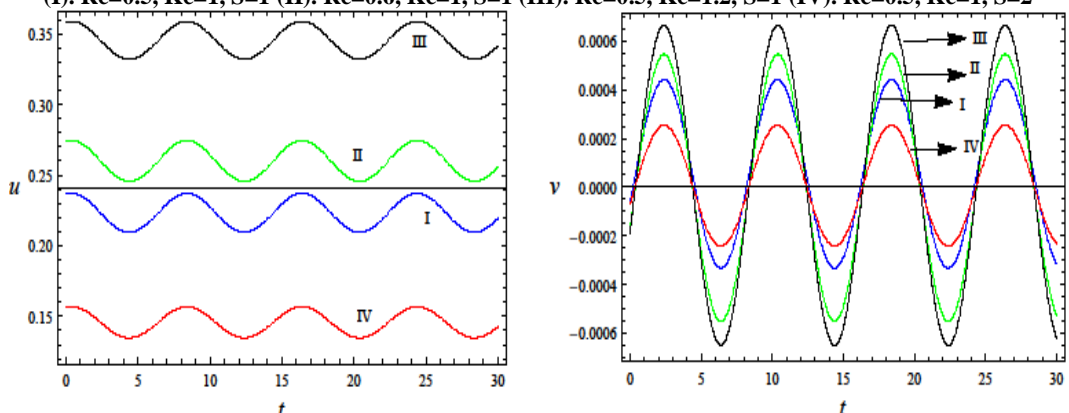 (I). Re=0.5, Kc=1, S=1 (II). Re=0.6, Kc=1, S=1 (III). Re=0.5, Kc=1.2, S=1 (IV). Re=0.5, Kc=1, S=2
0.35
0.30
0.25
0.20
0.15
u
III
II
I
IV
0 5 10 15 20 25 30
t
0.0006
0.0004
0.0002
0.0000
−0.0002
−0.0004
−0.0006
v
III
II
I
IV
0 5 10 15 20 25 30
t